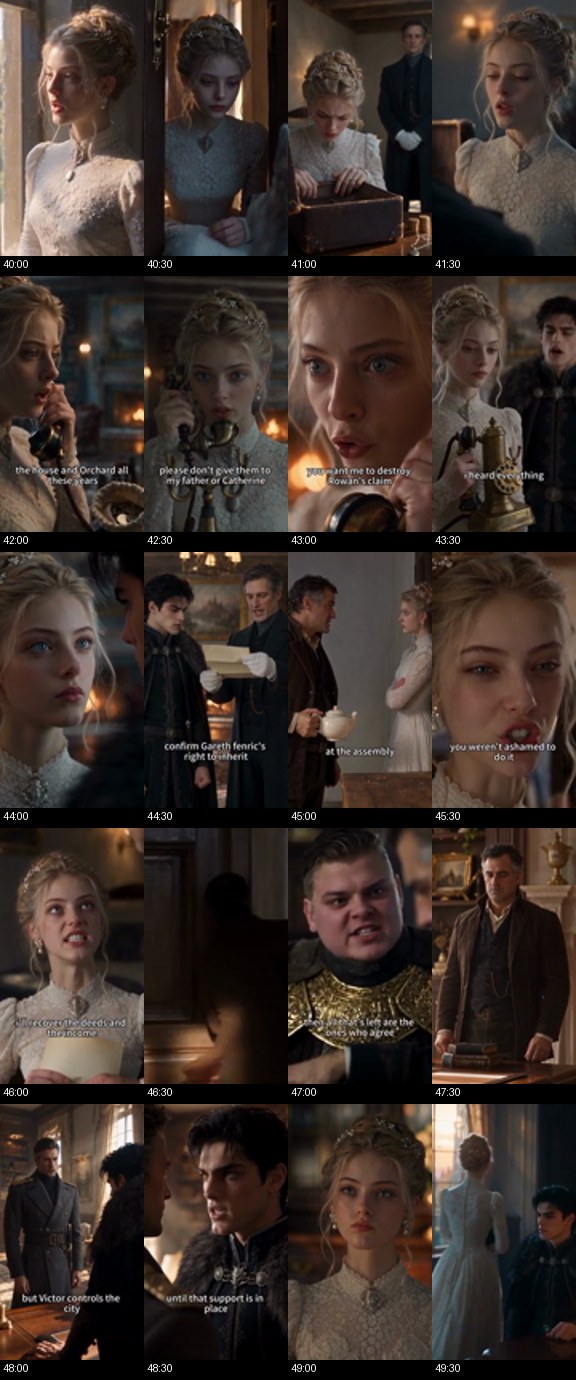 40:00
40:30
41:00
41:30
the house and Orchard all
these years
please don't give them to
my father or Catherine
you want me to destroy
Rowan's claim
heard everything
42:00
42:30
43:00
43:30
confirm Gareth fenric's
right to inherit
at the assembly
you weren't ashamed to
do it
44:00
44:30
45:00
45:30
recover the deeds and
the income
then all that's left are the
ones who agree
46:00
46:30
47:00
47:30
but Victor controls the
city
until that support is in
place
48:00
48:30
49:00
49:30